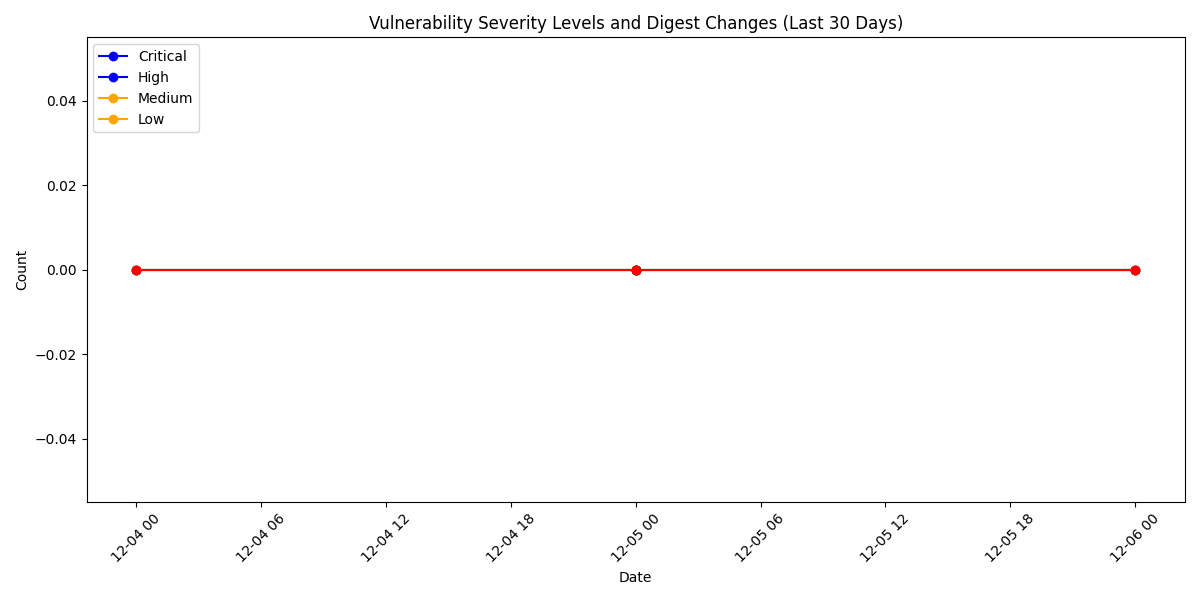 Vulnerability Severity Levels and Digest Changes (Last 30 Days)
Critical
High
Medium
Low
0.04
0.02
0.00
−0.02
−0.04
Count
12-04 00
12-04 06
12-04 12
12-04 18
12-05 00
12-05 06
12-05 12
12-05 18
12-06 00
Date